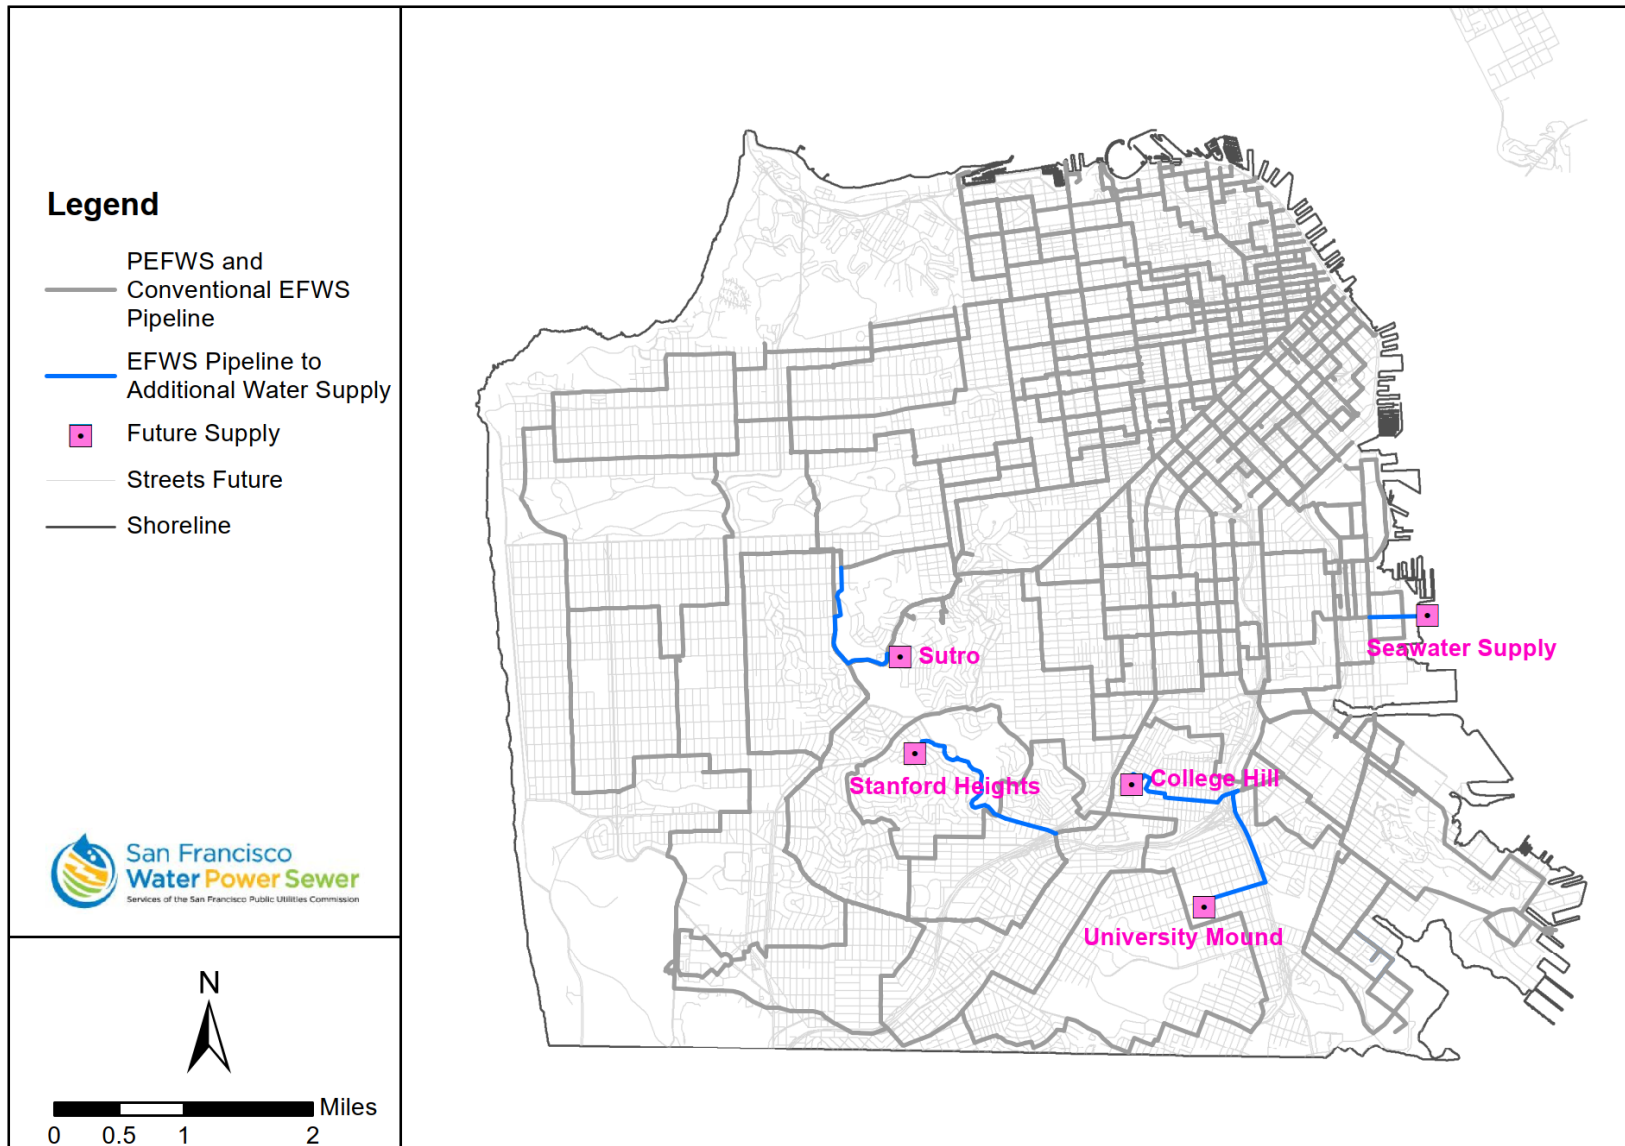 Legend
PEFWS and
Conventional EFWS
Pipeline
EFWS Pipeline to
Additional Water Supply
Future Supply
Streets Future
Shoreline
San Francisco
Water Power Sewer
Services of the San Francisco Public Utilities Commission
N
Miles
0 0.5 1 2
Sutro
Seawater Supply
Stanford Heights
College Hill
University Mound